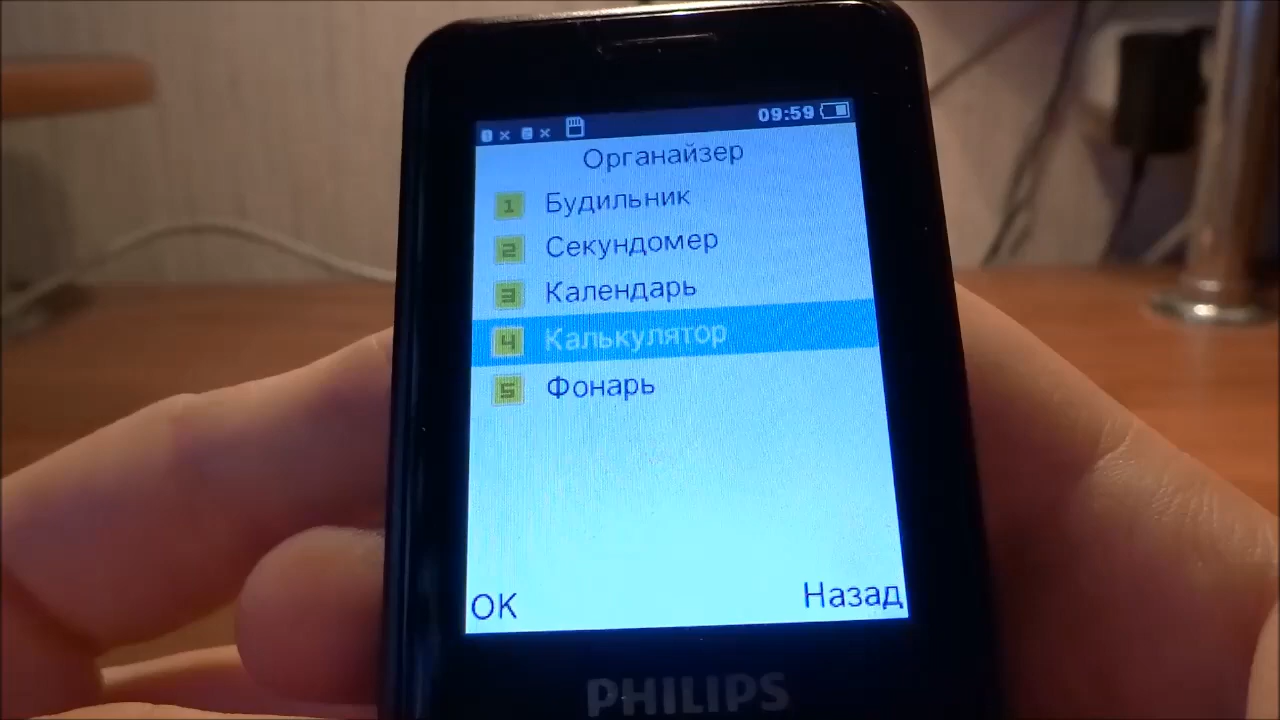 09:59
Органайзер
1 Будильник
2 Секундомер
3 Календарь
4 Калькулятор
5 Фонарь
OK Назад
PHILIPS